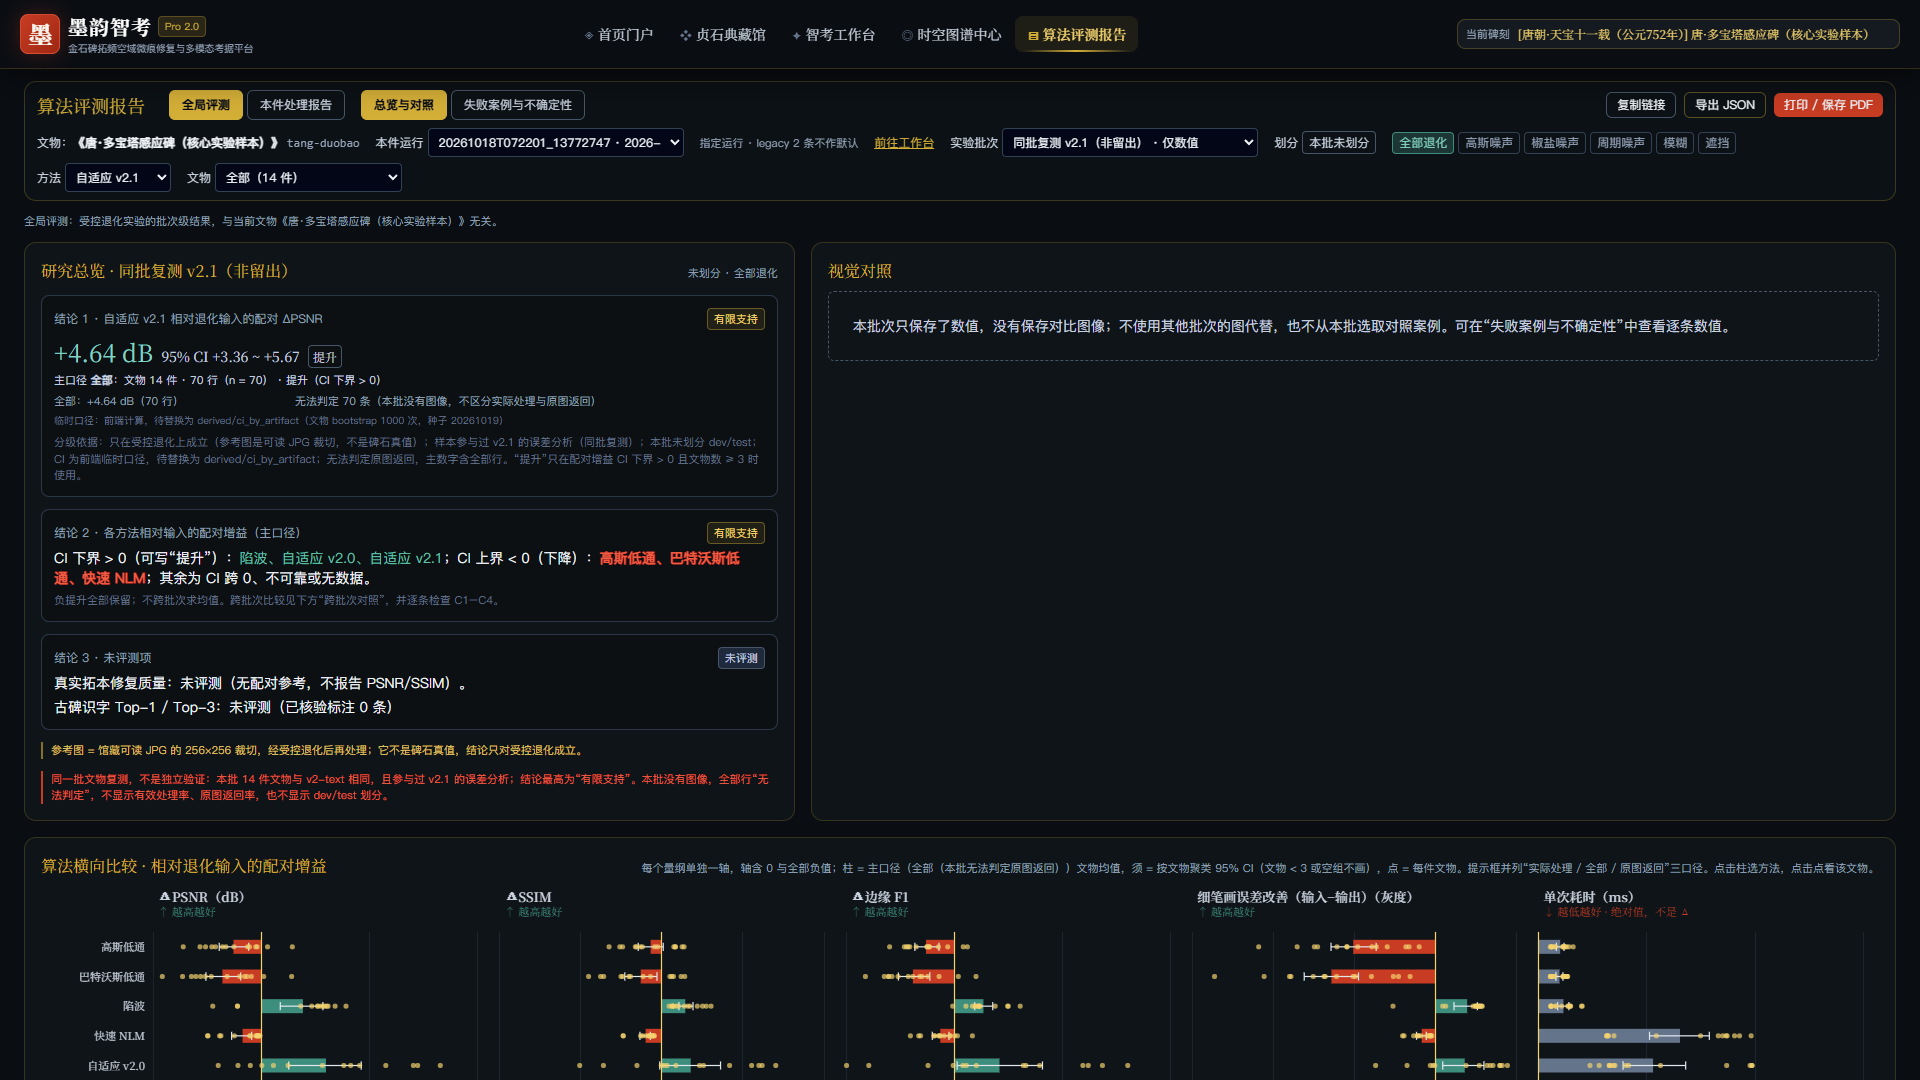 墨 墨韵智考 Pro 2.0
金石碑拓频空域微痕修复与多模态考据平台
首页门户 贞石典藏馆 智考工作台 时空图谱中心 算法评测报告
当前碑刻 [唐朝·天宝十一载（公元752年）] 唐·多宝塔感应碑（核心实验样本）
算法评测报告 全局评测 本件处理报告 总览与对照 失败案例与不确定性 复制链接 导出 JSON 打印 / 保存 PDF
文物：《唐·多宝塔感应碑（核心实验样本）》 tang-duobao 本件运行 20261018T072201_13772747 · 2026- 指定运行 · legacy 2 条不作默认 前往工作台 实验批次 同批复测 v2.1（非留出） · 仅数值 划分 本批未划分 全部退化 高斯噪声 椒盐噪声 周期噪声 模糊 遮挡
方法 自适应 v2.1 文物 全部（14 件）
全局评测：受控退化实验的批次级结果，与当前文物《唐·多宝塔感应碑（核心实验样本）》无关。
研究总览 · 同批复测 v2.1（非留出） 未划分 · 全部退化
结论 1 · 自适应 v2.1 相对退化输入的配对 ΔPSNR 有限支持
+4.64 dB 95% CI +3.36 ~ +5.67 提升
主口径 全部：文物 14 件 · 70 行（n = 70） · 提升（CI 下界 > 0）
全部：+4.64 dB（70 行） 无法判定 70 条（本批没有图像，不区分实际处理与原图返回）
临时口径：前端计算，待替换为 derived/ci_by_artifact（文物 bootstrap 1000 次，种子 20261019）
分级依据：只在受控退化上成立（参考图是可读 JPG 裁切，不是碑石真值）；样本参与过 v2.1 的误差分析（同批复测）；本批未划分 dev/test；
CI 为前端临时口径，待替换为 derived/ci_by_artifact；无法判定原图返回，主数字含全部行。“提升”只在配对增益 CI 下界 > 0 且文物数 ≥ 3 时
使用。
结论 2 · 各方法相对输入的配对增益（主口径） 有限支持
CI 下界 > 0（可写“提升”）：陷波、自适应 v2.0、自适应 v2.1；CI 上界 < 0（下降）：高斯低通、巴特沃斯低
通、快速 NLM；其余为 CI 跨 0、不可靠或无数据。
负提升全部保留；不跨批次求均值。跨批次比较见下方“跨批次对照”，并逐条检查 C1—C4。
结论 3 · 未评测项 未评测
真实拓本修复质量：未评测（无配对参考，不报告 PSNR/SSIM）。
古碑识字 Top-1 / Top-3：未评测（已核验标注 0 条）
参考图 = 馆藏可读 JPG 的 256×256 裁切，经受控退化后再处理；它不是碑石真值，结论只对受控退化成立。
同一批文物复测，不是独立验证：本批 14 件文物与 v2-text 相同，且参与过 v2.1 的误差分析；结论最高为“有限支持”。本批没有图像，全部行“无
法判定”，不显示有效处理率、原图返回率，也不显示 dev/test 划分。
视觉对照
本批次只保存了数值，没有保存对比图像；不使用其他批次的图代替，也不从本批选取对照案例。可在“失败案例与不确定性”中查看逐条数值。
算法横向比较 · 相对退化输入的配对增益 每个量纲单独一轴，轴含 0 与全部负值；柱 = 主口径（全部（本批无法判定原图返回））文物均值，须 = 按文物聚类 95% CI（文物 < 3 或空组不画），点 = 每件文物。提示框并列“实际处理 / 全部 / 原图返回”三口径。点击柱选方法，点击点看该文物。
ΔPSNR（dB） ΔSSIM Δ边缘 F1 细笔画误差改善（输入−输出）（灰度） 单次耗时（ms）
↑ 越高越好 ↑ 越高越好 ↑ 越高越好 ↑ 越高越好 ↓ 越低越好 · 绝对值，不足 Δ
高斯低通
巴特沃斯低通
陷波
快速 NLM
自适应 v2.0